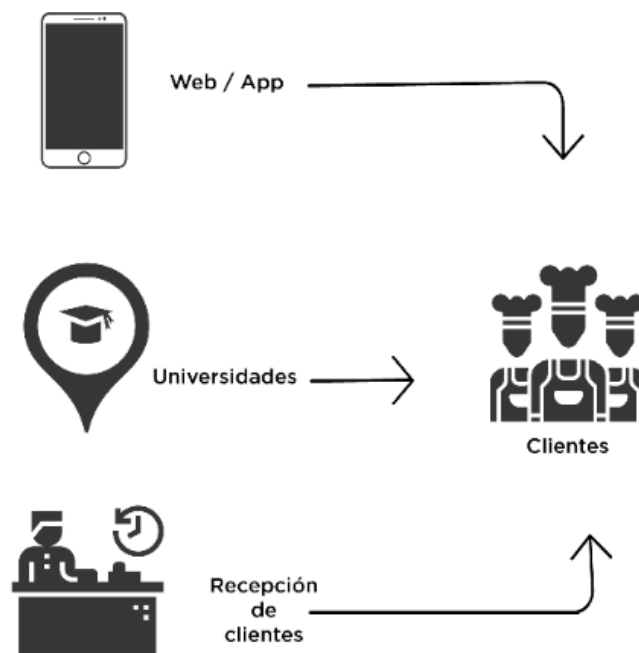 Web / App
Universidades
Clientes
Recepción
de
clientes